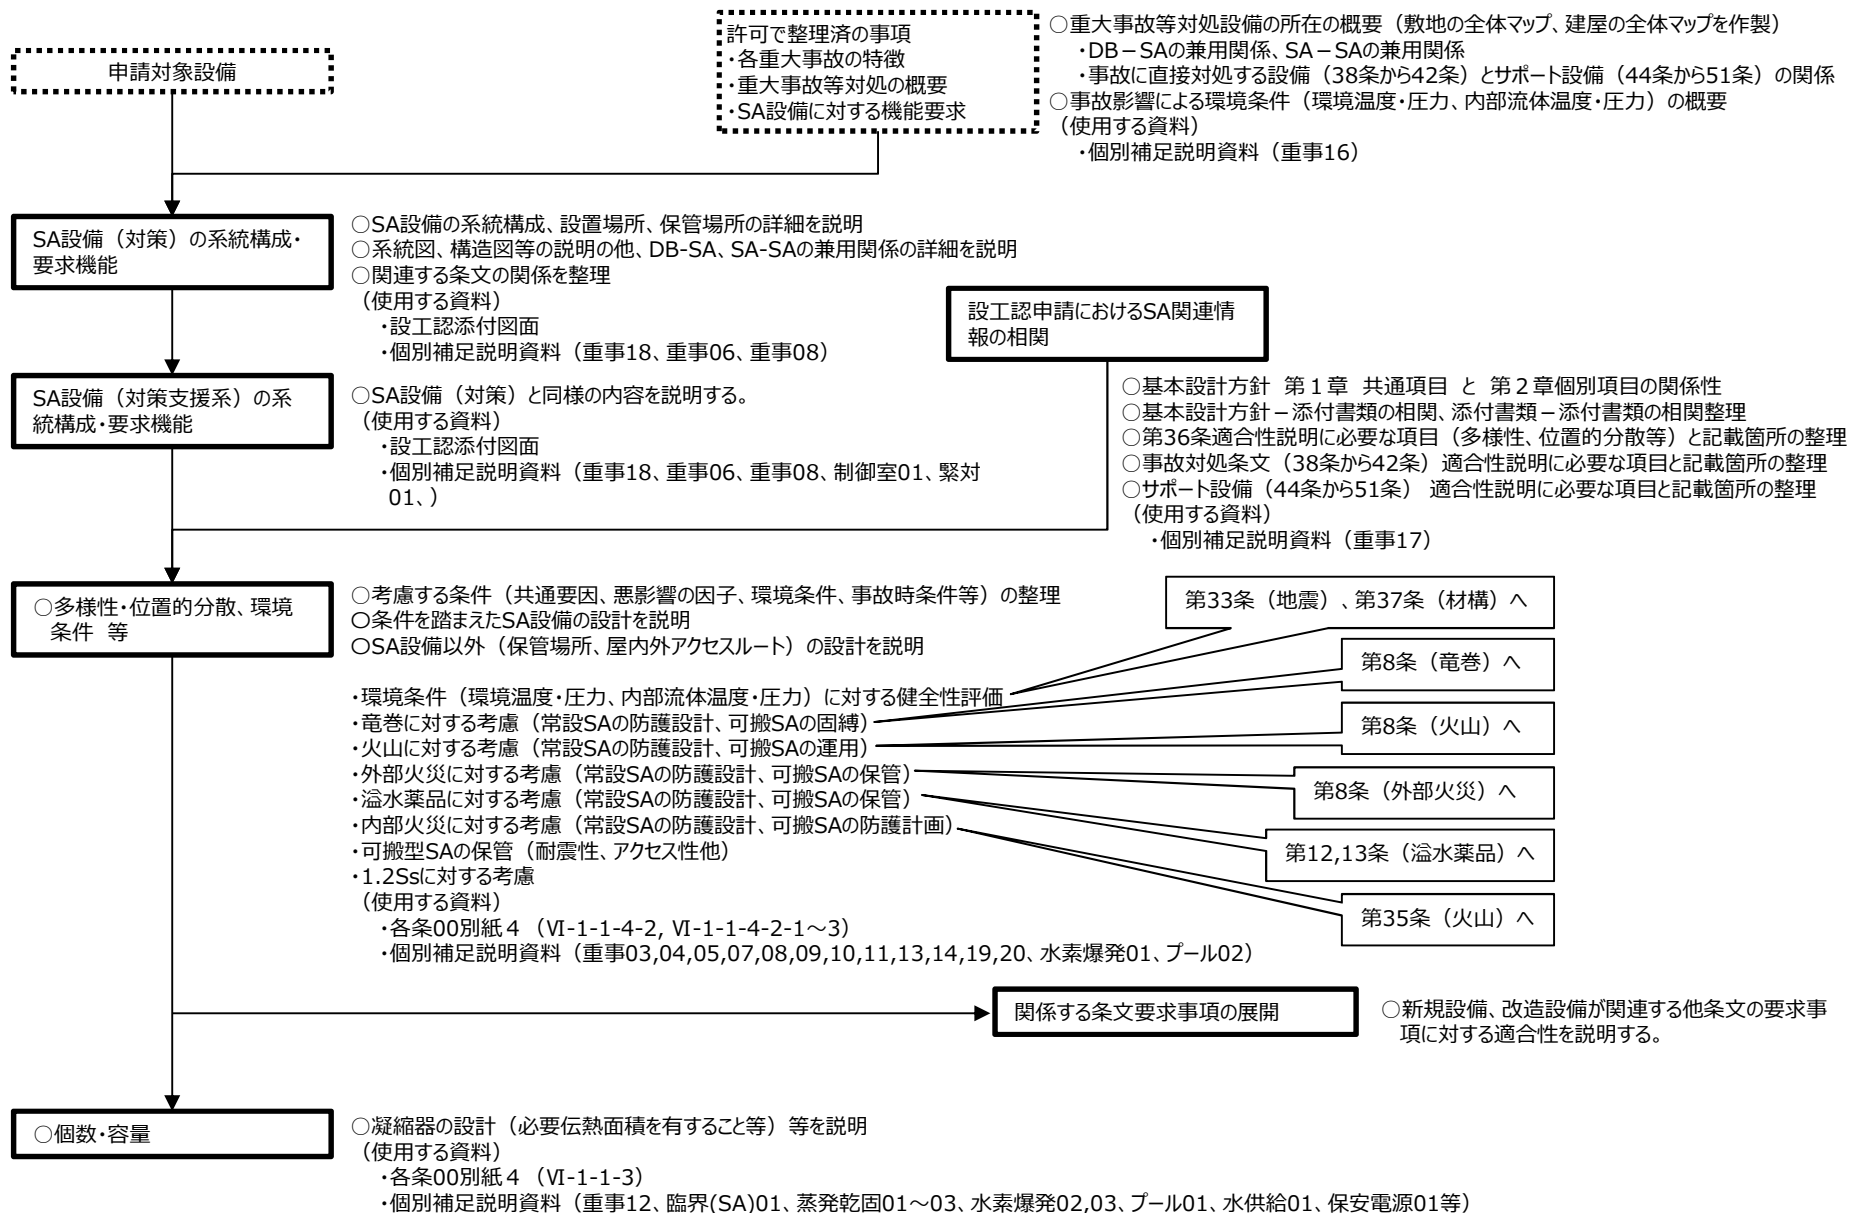 申請対象設備
許可で整理済の事項
・各重大事故の特徴
・重大事故等対処の概要
・SA設備に対する機能要求
○重大事故等対処設備の所在の概要（敷地の全体マップ、建屋の全体マップを作製）
・DB－SAの兼用関係、SA－SAの兼用関係
・事故に直接対処する設備（38条から42条）とサポート設備（44条から51条）の関係
○事故影響による環境条件（環境温度・圧力、内部流体温度・圧力）の概要
（使用する資料）
・個別補足説明資料（重事16）
SA設備（対策）の系統構成・
要求機能
○SA設備の系統構成、設置場所、保管場所の詳細を説明
○系統図、構造図等の説明の他、DB-SA、SA-SAの兼用関係の詳細を説明
○関連する条文の関係を整理
（使用する資料）
・設工認添付図面
・個別補足説明資料（重事18、重事06、重事08）
設工認申請におけるSA関連情
報の相関
SA設備（対策支援系）の系
統構成・要求機能
○SA設備（対策）と同様の内容を説明する。
（使用する資料）
・設工認添付図面
・個別補足説明資料（重事18、重事06、重事08、制御室01、緊対
01、）
○基本設計方針 第１章 共通項目 と 第２章個別項目の関係性
○基本設計方針－添付書類の相関、添付書類－添付書類の相関整理
○第36条適合性説明に必要な項目（多様性、位置的分散等）と記載箇所の整理
○事故対処条文（38条から42条）適合性説明に必要な項目と記載箇所の整理
○サポート設備（44条から51条） 適合性説明に必要な項目と記載箇所の整理
（使用する資料）
・個別補足説明資料（重事17）
○多様性・位置的分散、環境
条件 等
○考慮する条件（共通要因、悪影響の因子、環境条件、事故時条件等）の整理
○条件を踏まえたSA設備の設計を説明
○SA設備以外（保管場所、屋内外アクセスルート）の設計を説明
・環境条件（環境温度・圧力、内部流体温度・圧力）に対する健全性評価
・竜巻に対する考慮（常設SAの防護設計、可搬SAの固縛）
・火山に対する考慮（常設SAの防護設計、可搬SAの運用）
・外部火災に対する考慮（常設SAの防護設計、可搬SAの保管）
・溢水薬品に対する考慮（常設SAの防護設計、可搬SAの保管）
・内部火災に対する考慮（常設SAの防護設計、可搬SAの防護計画）
・可搬型SAの保管（耐震性、アクセス性他）
・1.2Ssに対する考慮
（使用する資料）
・各条00別紙４（Ⅵ-1-1-4-2, Ⅵ-1-1-4-2-1～3）
・個別補足説明資料（重事03,04,05,07,08,09,10,11,13,14,19,20、水素爆発01、プール02）
第33条（地震）、第37条（材構）へ
第8条（竜巻）へ
第8条（火山）へ
第8条（外部火災）へ
第12,13条（溢水薬品）へ
第35条（火山）へ
関係する条文要求事項の展開
○新規設備、改造設備が関連する他条文の要求事
項に対する適合性を説明する。
○個数・容量
○凝縮器の設計（必要伝熱面積を有すること等）等を説明
（使用する資料）
・各条00別紙４（Ⅵ-1-1-3）
・個別補足説明資料（重事12、臨界(SA)01、蒸発乾固01～03、水素爆発02,03、プール01、水供給01、保安電源01等）